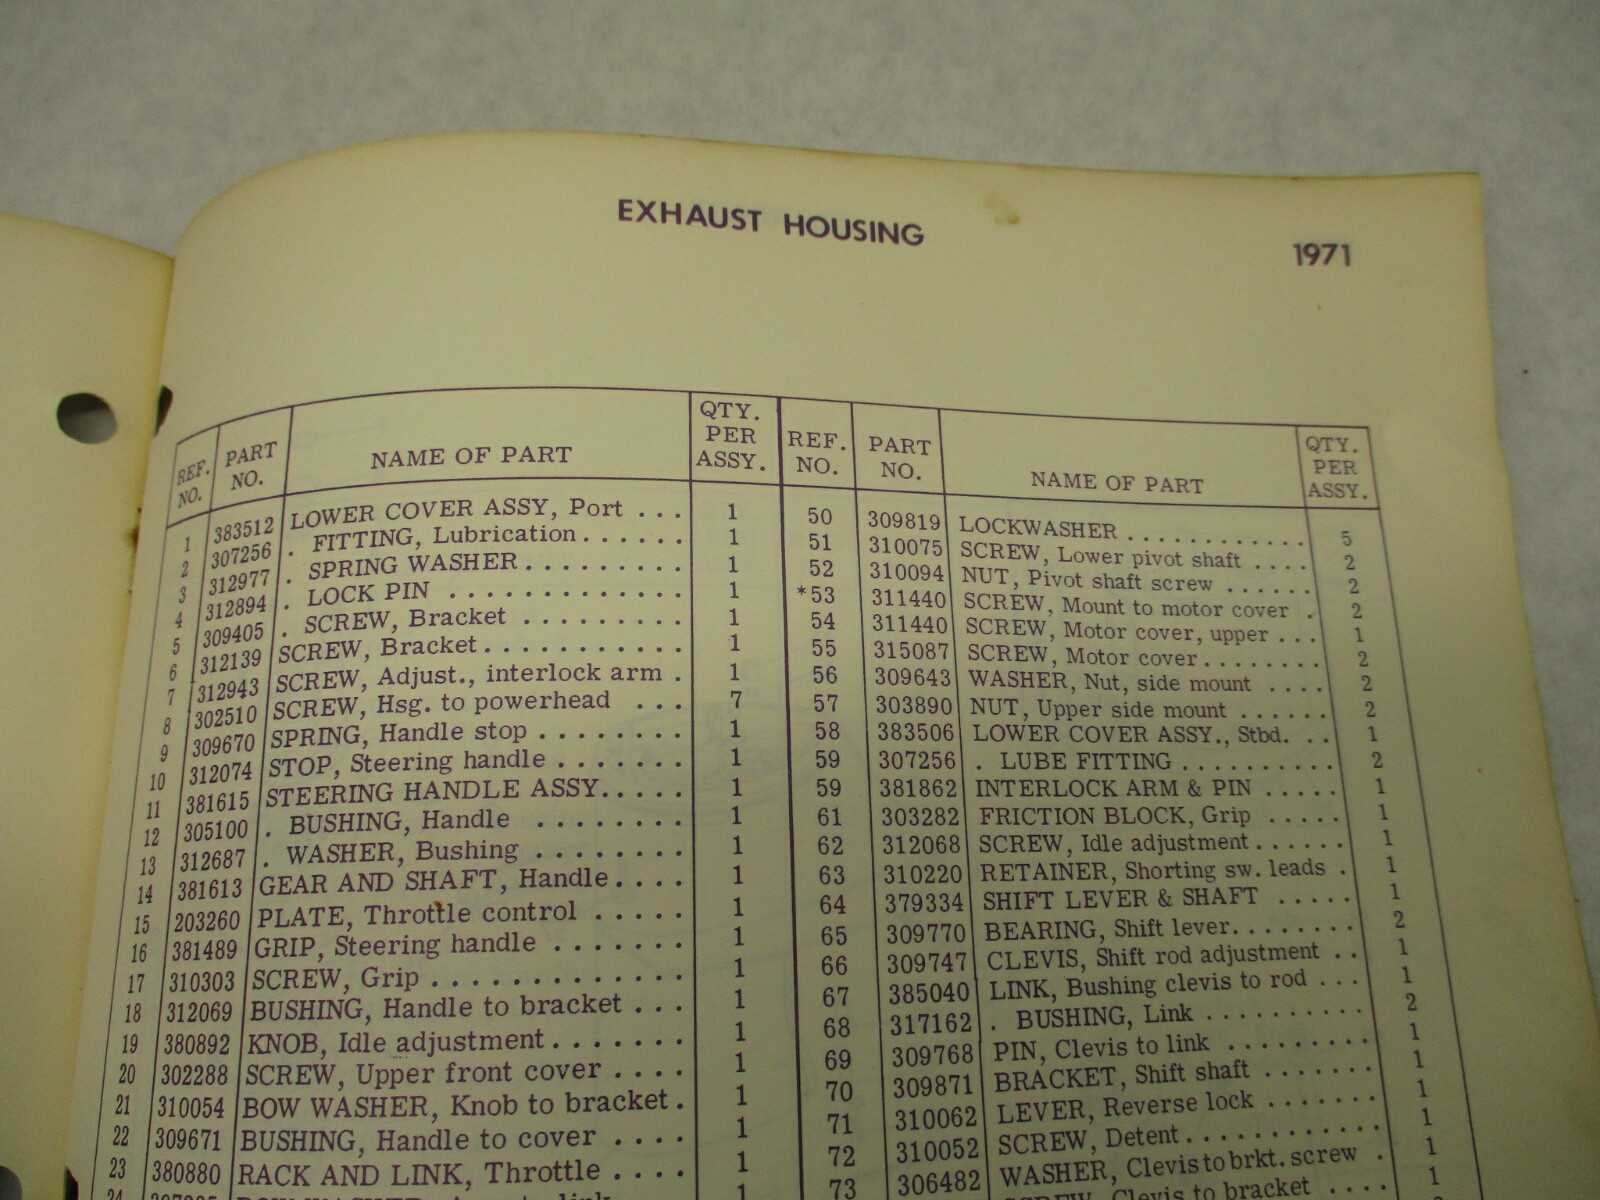 EXHAUST HOUSING
1971
REF. NO. PART NO. NAME OF PART QTY. PER ASSY.
1 383512 LOWER COVER ASSY, Port . . . 1
2 307256 . FITTING, Lubrication . . . . . . 1
3 312977 . SPRING WASHER . . . . . . . . . 1
4 312894 . LOCK PIN . . . . . . . . . . . . . 1
5 309405 . SCREW, Bracket . . . . . . . . . 1
6 312139 SCREW, Bracket . . . . . . . . . . . 1
7 312943 SCREW, Adjust., interlock arm . 1
8 302510 SCREW, Hsg. to powerhead . . . 7
9 309670 SPRING, Handle stop . . . . . . . . 1
10 312074 STOP, Steering handle . . . . . . . 1
11 381615 STEERING HANDLE ASSY. . . . . 1
12 305100 . BUSHING, Handle . . . . . . . . 1
13 312687 . WASHER, Bushing . . . . . . . . 1
14 381613 GEAR AND SHAFT, Handle . . . . 1
15 203260 PLATE, Throttle control . . . . . 1
16 381489 GRIP, Steering handle . . . . . . . 1
17 310303 SCREW, Grip . . . . . . . . . . . . . 1
18 312069 BUSHING, Handle to bracket . . . 1
19 380892 KNOB, Idle adjustment . . . . . . . 1
20 302288 SCREW, Upper front cover . . . . 1
21 310054 BOW WASHER, Knob to bracket . 1
22 309671 BUSHING, Handle to cover . . . . 1
23 380880 RACK AND LINK, Throttle . . . . 1
24
REF. NO. PART NO. NAME OF PART QTY. PER ASSY.
50 309819 LOCKWASHER . . . . . . . . . . . . 5
51 310075 SCREW, Lower pivot shaft . . . . 2
52 310094 NUT, Pivot shaft screw . . . . . . 2
*53 311440 SCREW, Mount to motor cover . 2
54 311440 SCREW, Motor cover, upper . . . 1
55 315087 SCREW, Motor cover . . . . . . . . 2
56 309643 WASHER, Nut, side mount . . . . 2
57 303890 NUT, Upper side mount . . . . . . 2
58 383506 LOWER COVER ASSY., Stbd. . . 1
59 307256 . LUBE FITTING . . . . . . . . . . 2
59 381862 INTERLOCK ARM & PIN . . . . . 1
61 303282 FRICTION BLOCK, Grip . . . . . 1
62 312068 SCREW, Idle adjustment . . . . . . 1
63 310220 RETAINER, Shorting sw. leads . 1
64 379334 SHIFT LEVER & SHAFT . . . . . 1
65 309770 BEARING, Shift lever. . . . . . . . 2
66 309747 CLEVIS, Shift rod adjustment . . 1
67 385040 LINK, Bushing clevis to rod . . . 1
68 317162 . BUSHING, Link . . . . . . . . . . 2
69 309768 PIN, Clevis to link . . . . . . . . . 1
70 309871 BRACKET, Shift shaft . . . . . . . 1
71 310062 LEVER, Reverse lock . . . . . . . 1
72 310052 SCREW, Detent . . . . . . . . . . . . 1
73 306482 WASHER, Clevis to brkt. screw . 1
SCREW, Clevis to bracket . . . . 1